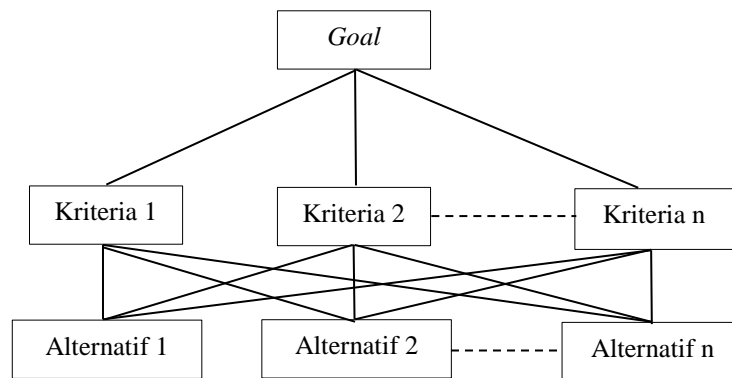 Goal
Kriteria 1
Kriteria 2
Kriteria n
Alternatif 1
Alternatif 2
Alternatif n